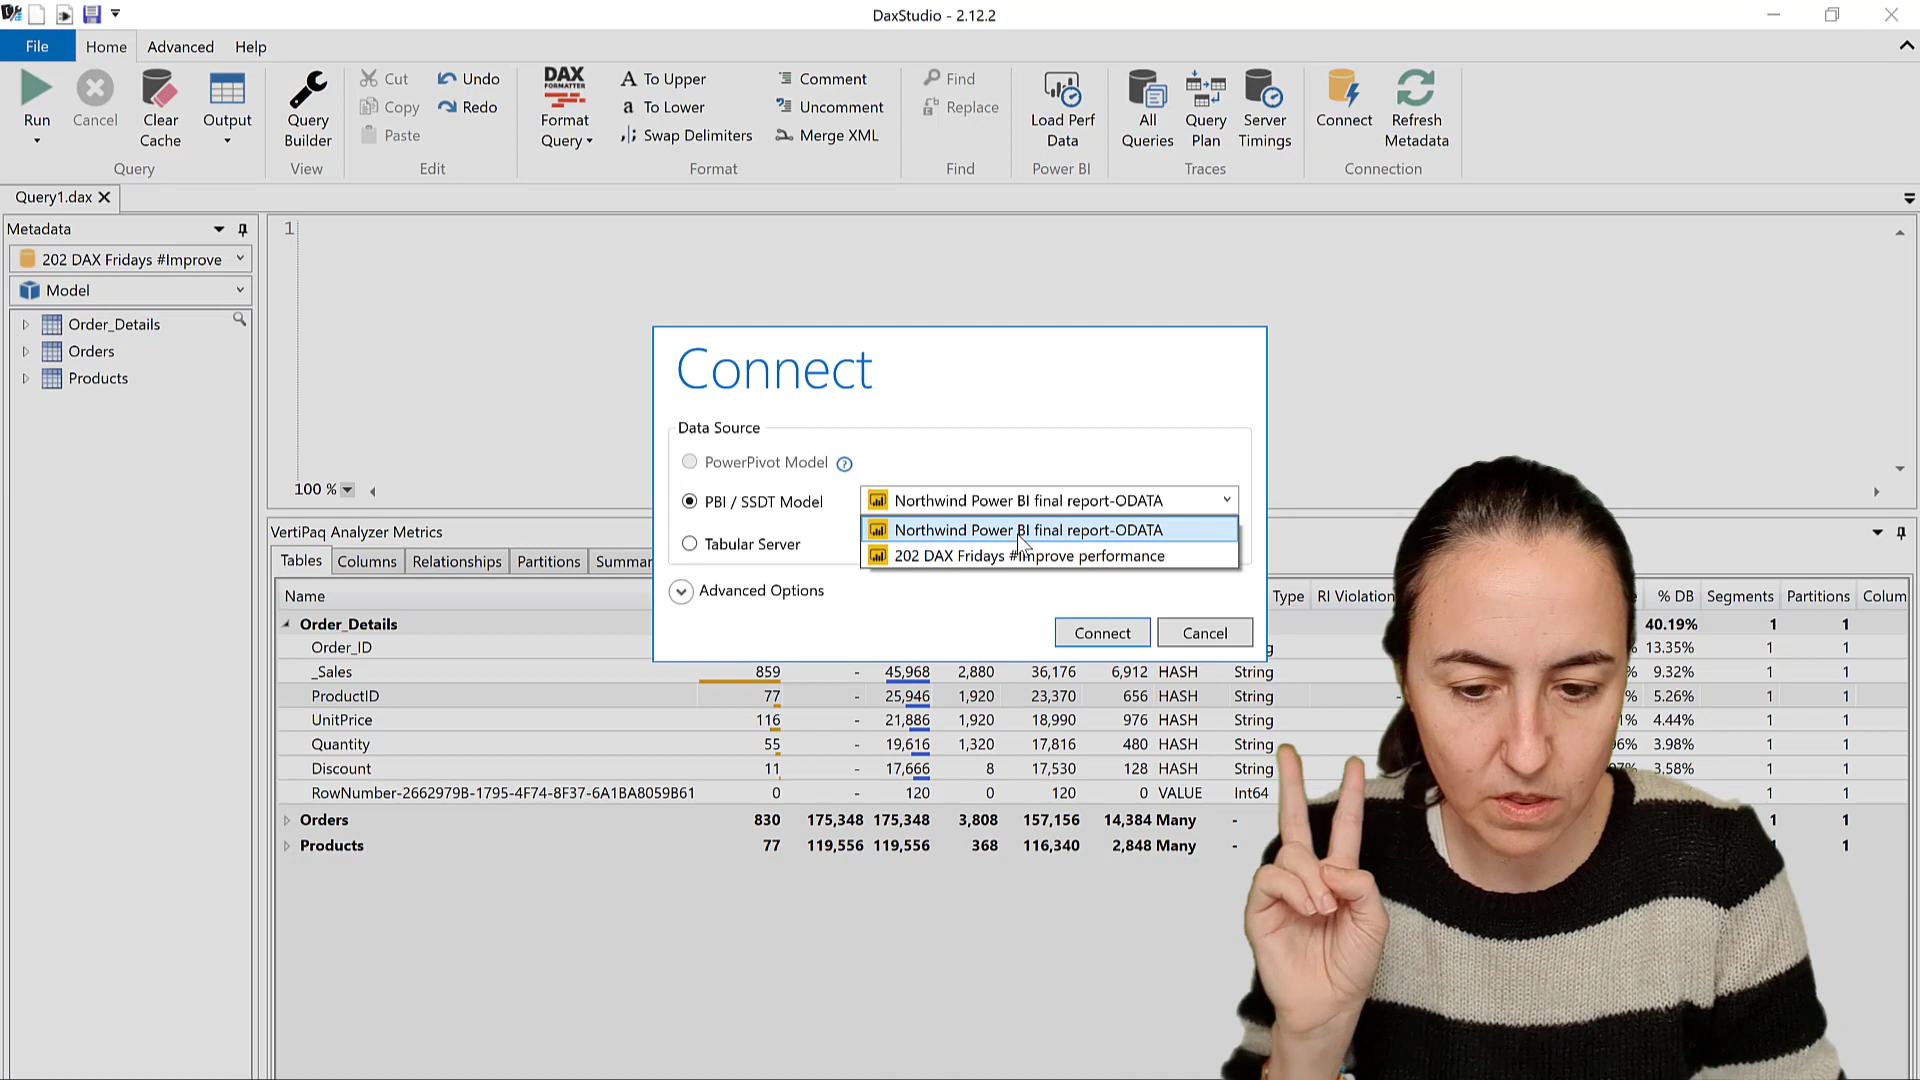 DaxStudio - 2.12.2
File Home Advanced Help
Run
Cancel
Clear Cache
Output
Query
Query Builder
View
Cut
Copy
Paste
Undo
Redo
Edit
DAX FORMATTER
Format Query
To Upper
To Lower
Swap Delimiters
Comment
Uncomment
Merge XML
Format
Find
Replace
Find
Load Perf Data
Power BI
All Queries
Query Plan
Server Timings
Traces
Connect
Refresh Metadata
Connection
Query1.dax
Metadata
202 DAX Fridays #Improve
Model
Order_Details
Orders
Products
1
100 %
Connect
Data Source
PowerPivot Model ?
PBI / SSDT Model
Northwind Power BI final report-ODATA
Northwind Power BI final report-ODATA
202 DAX Fridays #Improve performance
Tabular Server
Advanced Options
Connect Cancel
VertiPaq Analyzer Metrics
Tables Columns Relationships Partitions Summar
Name Type RI Violation % DB Segments Partitions Colum
Order_Details 40.19% 1 1
Order_ID 13.35% 1 1
_Sales 859 - 45,968 2,880 36,176 6,912 HASH String 9.32% 1 1
ProductID 77 - 25,946 1,920 23,370 656 HASH String 5.26% 1 1
UnitPrice 116 - 21,886 1,920 18,990 976 HASH String 4.44% 1 1
Quantity 55 - 19,616 1,320 17,816 480 HASH String 3.98% 1 1
Discount 11 - 17,666 8 17,530 128 HASH String 3.58% 1 1
RowNumber-2662979B-1795-4F74-8F37-6A1BA8059B61 0 - 120 0 120 0 VALUE Int64 1 1
Orders 830 175,348 175,348 3,808 157,156 14,384 Many - 1 1
Products 77 119,556 119,556 368 116,340 2,848 Many - 1